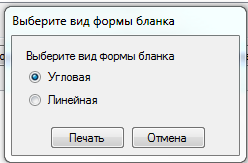 Выберите вид формы бланка
Выберите вид формы бланка
Угловая
Линейная
Печать Отмена